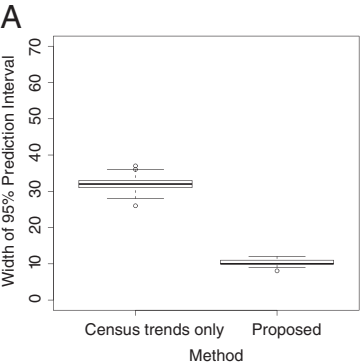 A
Width of 95% Prediction Interval
70
60
50
40
30
20
10
0
Census trends only
Proposed
Method